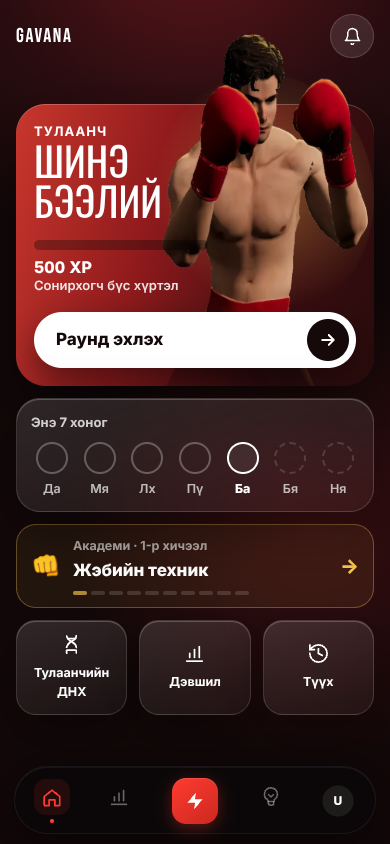 GAVANA
ТУЛААНЧ
ШИНЭ
БЭЭЛИЙ
500 XP
Сонирхогч бүс хүртэл
Раунд эхлэх
Энэ 7 хоног
Да Мя Лх Пү Ба Бя Ня
Академи · 1-р хичээл
Жэбийн техник
Тулаанчийн
ДНХ
Дэвшил
Түүх
U